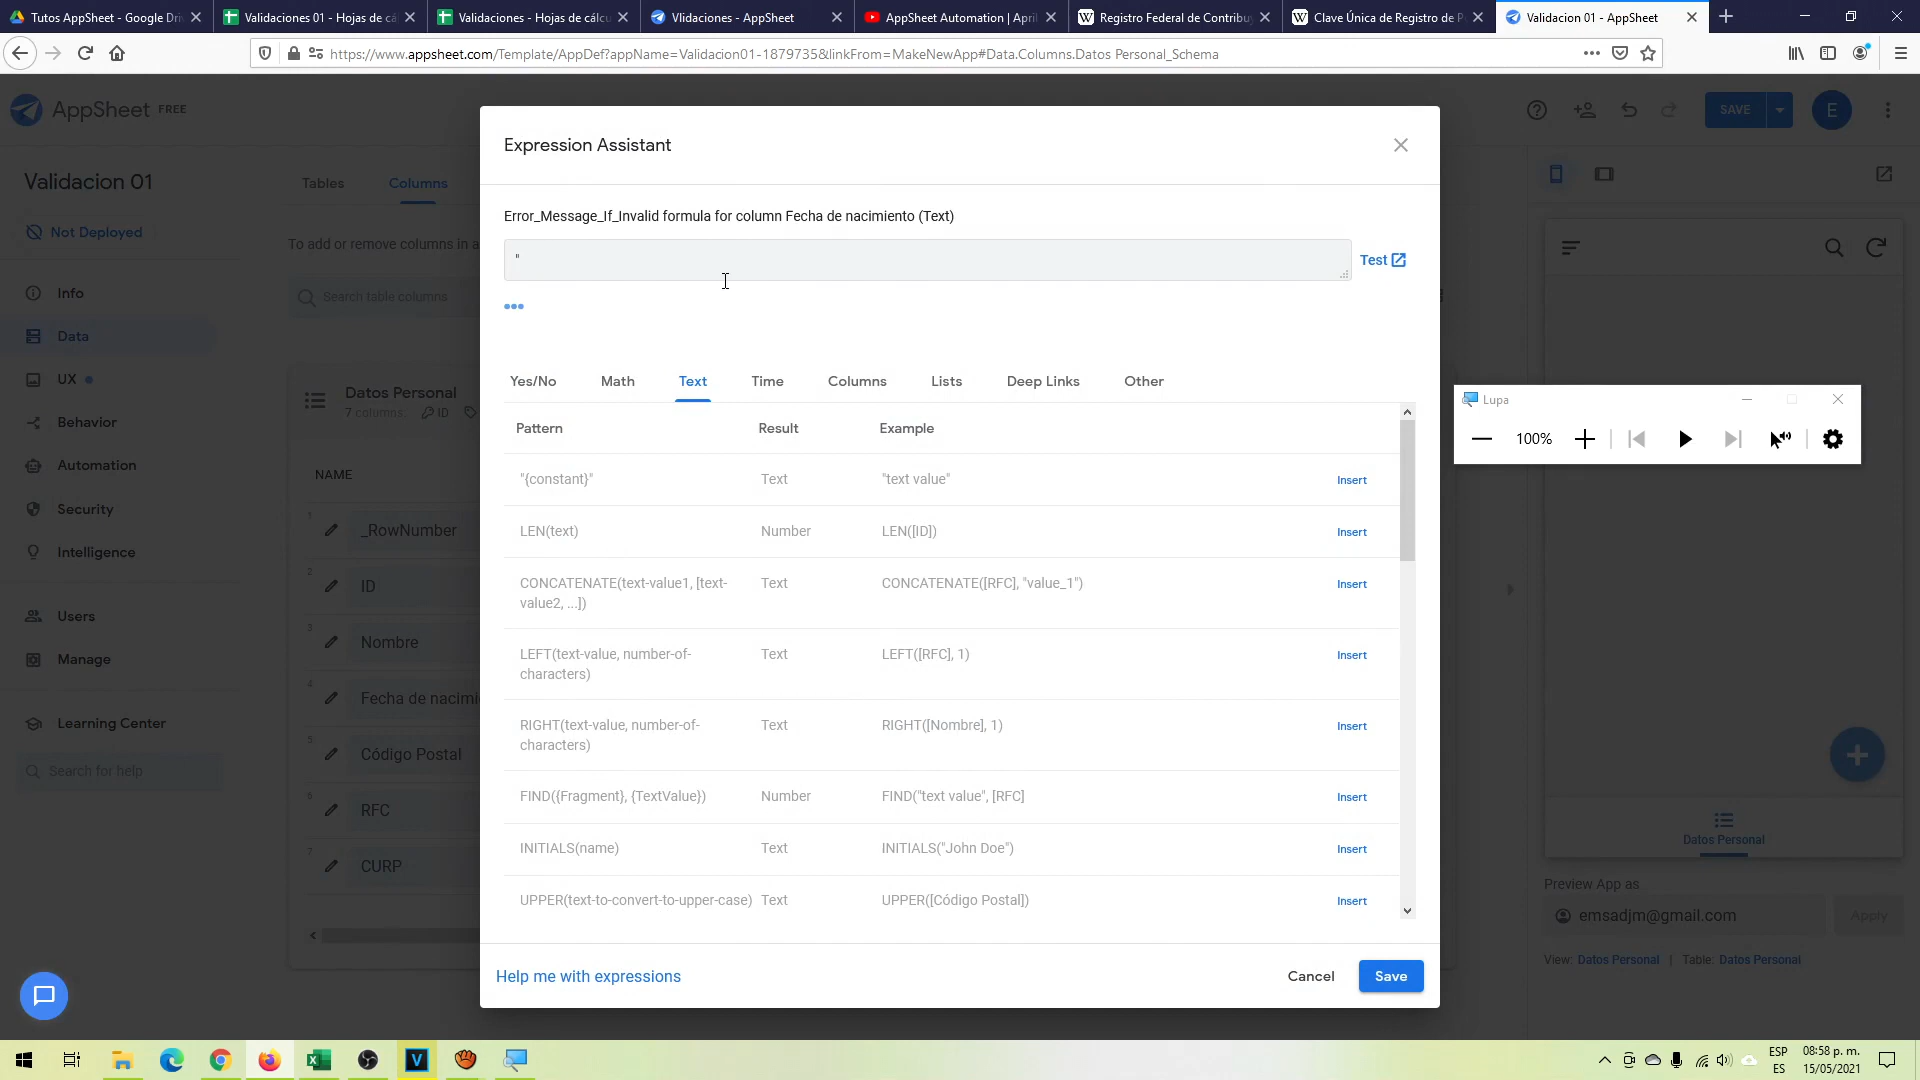 Tutos AppSheet - Google Dri
Validaciones 01 - Hojas de cá
Validaciones - Hojas de cálcu
Vlidaciones - AppSheet
AppSheet Automation | April
Registro Federal de Contribu
Clave Única de Registro de P
Validacion 01 - AppSheet
https://www.appsheet.com/Template/AppDef?appName=Validacion01-1879735&linkFrom=MakeNewApp#Data.Columns.Datos Personal_Schema
AppSheet FREE
SAVE
E
Validacion 01
Not Deployed
Info
Data
UX
Behavior
Automation
Security
Intelligence
Users
Manage
Learning Center
Search for help
Tables
Columns
To add or remove columns in a
Search table columns
Datos Personal
7 columns. ID
NAME
1 _RowNumber
2 ID
3 Nombre
4 Fecha de nacimi
5 Código Postal
6 RFC
7 CURP
Expression Assistant
Error_Message_If_Invalid formula for column Fecha de nacimiento (Text)
"
Test
Yes/No Math Text Time Columns Lists Deep Links Other
Pattern Result Example
"{constant}" Text "text value" Insert
LEN(text) Number LEN([ID]) Insert
CONCATENATE(text-value1, [text- Text CONCATENATE([RFC], "value_1") Insert
value2, ...])
LEFT(text-value, number-of- Text LEFT([RFC], 1) Insert
characters)
RIGHT(text-value, number-of- Text RIGHT([Nombre], 1) Insert
characters)
FIND({Fragment}, {TextValue}) Number FIND("text value", [RFC] Insert
INITIALS(name) Text INITIALS("John Doe") Insert
UPPER(text-to-convert-to-upper-case) Text UPPER([Código Postal]) Insert
Help me with expressions
Cancel
Save
Lupa
100%
Datos Personal
Preview App as
emsadjm@gmail.com
Apply
View: Datos Personal | Table: Datos Personal
ESP
ES
08:58 p. m.
15/05/2021